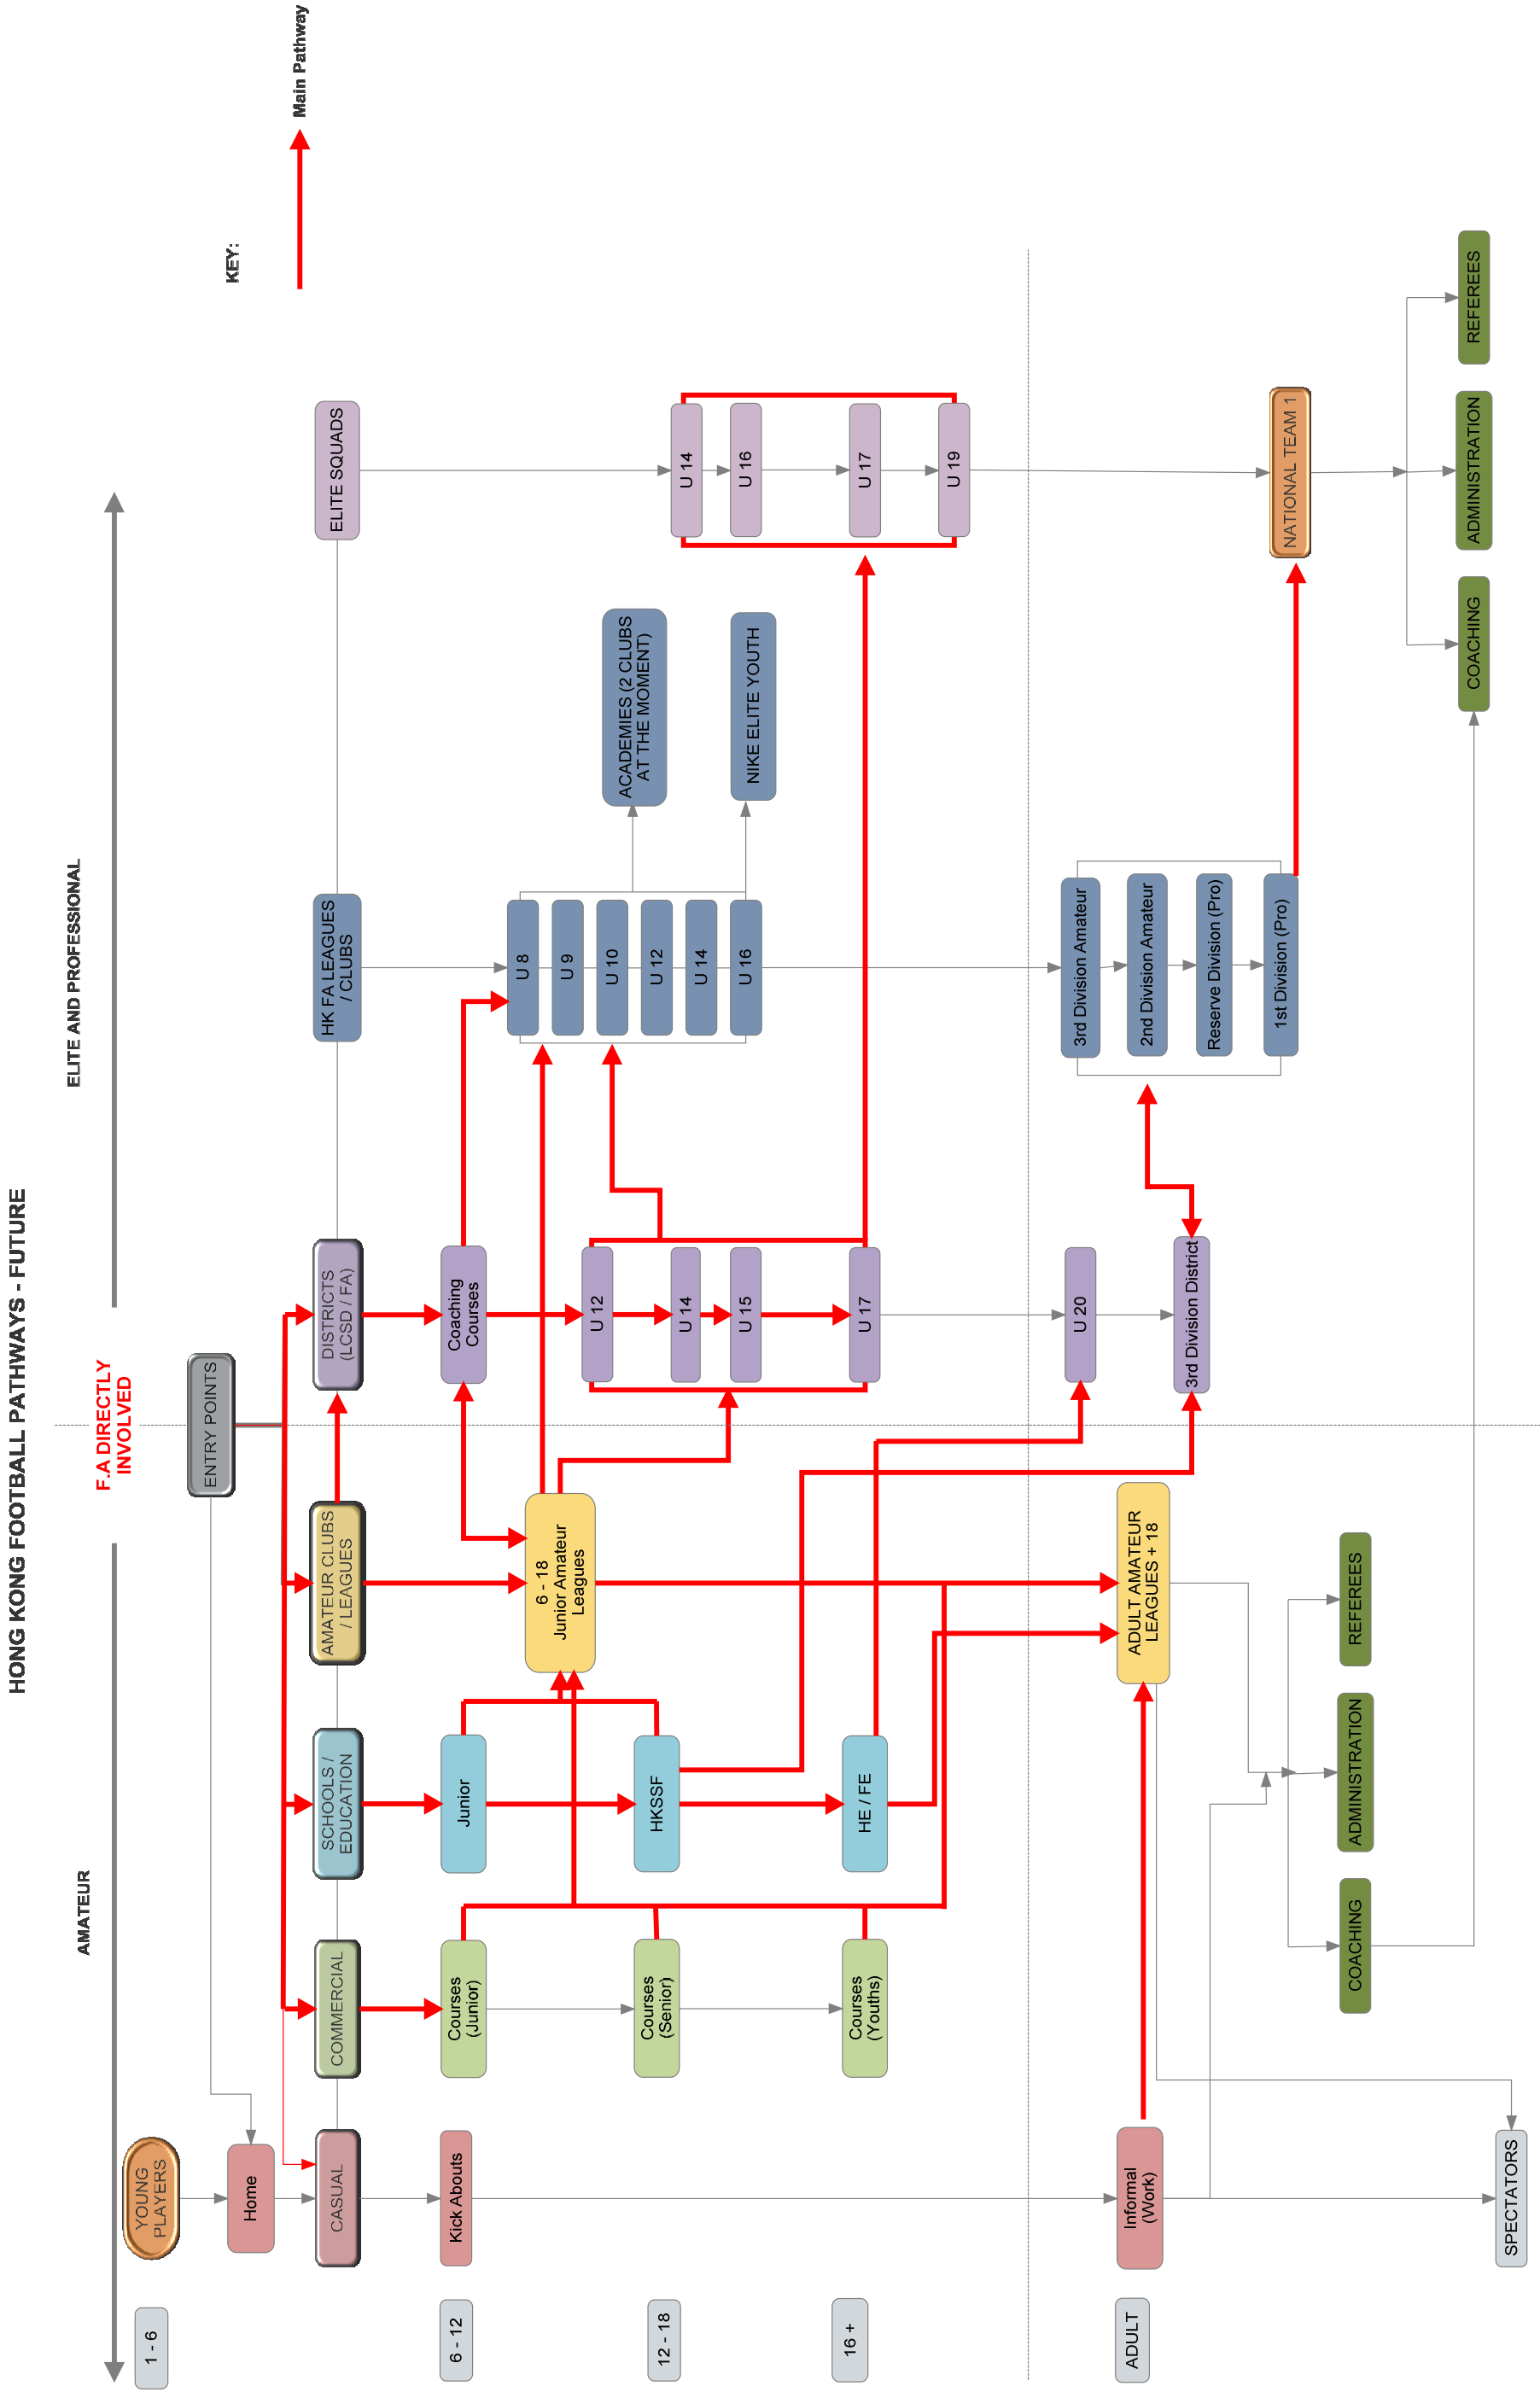 HONG KONG FOOTBALL PATHWAYS - FUTURE
AMATEUR
F.A DIRECTLY
INVOLVED
ELITE AND PROFESSIONAL
KEY:
Main Pathway
1 - 6
YOUNG
PLAYERS
ENTRY POINTS
Home
CASUAL
COMMERCIAL
SCHOOLS /
EDUCATION
AMATEUR CLUBS
/ LEAGUES
DISTRICTS
(LCSD / FA)
HK FA LEAGUES
/ CLUBS
ELITE SQUADS
6 - 12
Kick Abouts
Courses
(Junior)
Junior
Coaching
Courses
6 - 18
Junior Amateur
Leagues
U 8
U 9
U 10
U 12
U 14
U 16
ACADEMIES (2 CLUBS
AT THE MOMENT)
NIKE ELITE YOUTH
12 - 18
Courses
(Senior)
HKSSF
U 12
U 14
U 15
U 17
U 14
U 16
U 17
U 19
16 +
Courses
(Youths)
HE / FE
ADULT
Informal
(Work)
ADULT AMATEUR
LEAGUES + 18
U 20
3rd Division District
3rd Division Amateur
2nd Division Amateur
Reserve Division (Pro)
1st Division (Pro)
NATIONAL TEAM 1
COACHING
ADMINISTRATION
REFEREES
COACHING
ADMINISTRATION
REFEREES
SPECTATORS